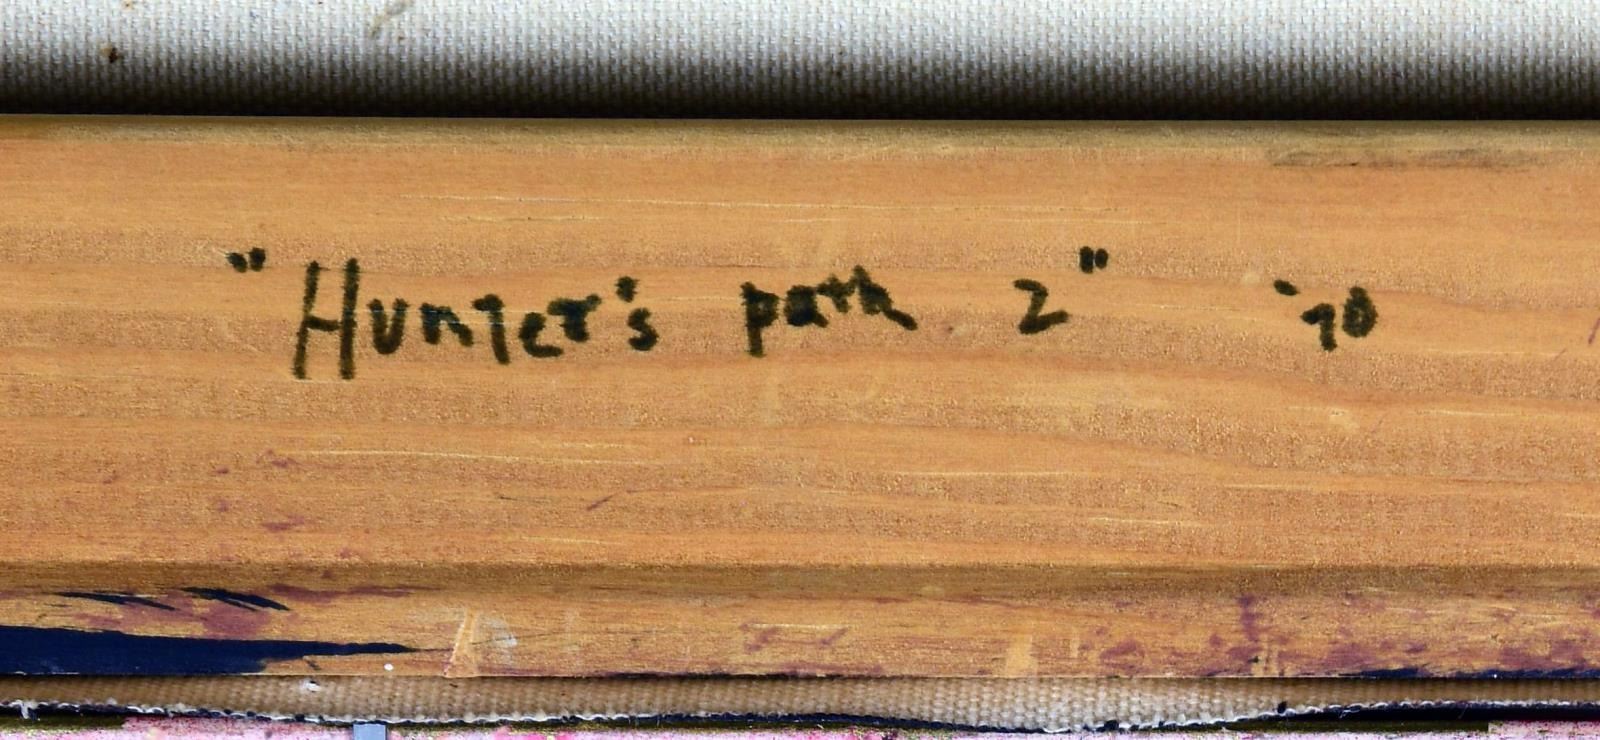 "Hunter's path 2" '90